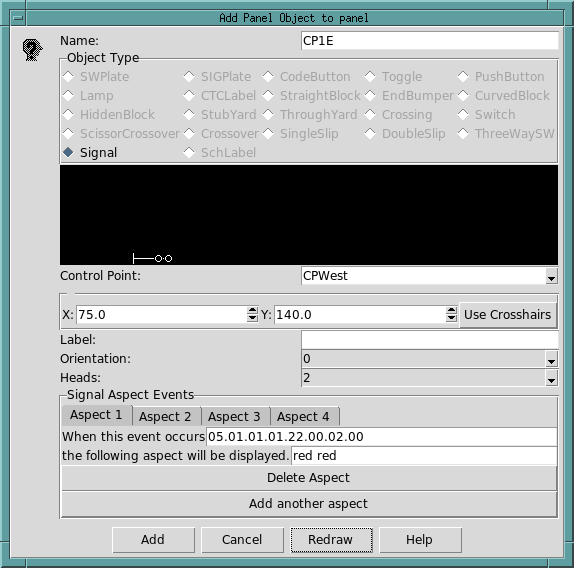 Add Panel Object to panel
Name: CP1E
Object Type
SWPlate SIGPlate CodeButton Toggle PushButton
Lamp CTCLabel StraightBlock EndBumper CurvedBlock
HiddenBlock StubYard ThroughYard Crossing Switch
ScissorCrossover Crossover SingleSlip DoubleSlip ThreeWaySW
Signal SchLabel
Control Point: CPWest
X: 75.0 Y: 140.0 Use Crosshairs
Label:
Orientation: 0
Heads: 2
Signal Aspect Events
Aspect 1 Aspect 2 Aspect 3 Aspect 4
When this event occurs 05.01.01.01.22.00.02.00
the following aspect will be displayed. red red
Delete Aspect
Add another aspect
Add Cancel Redraw Help